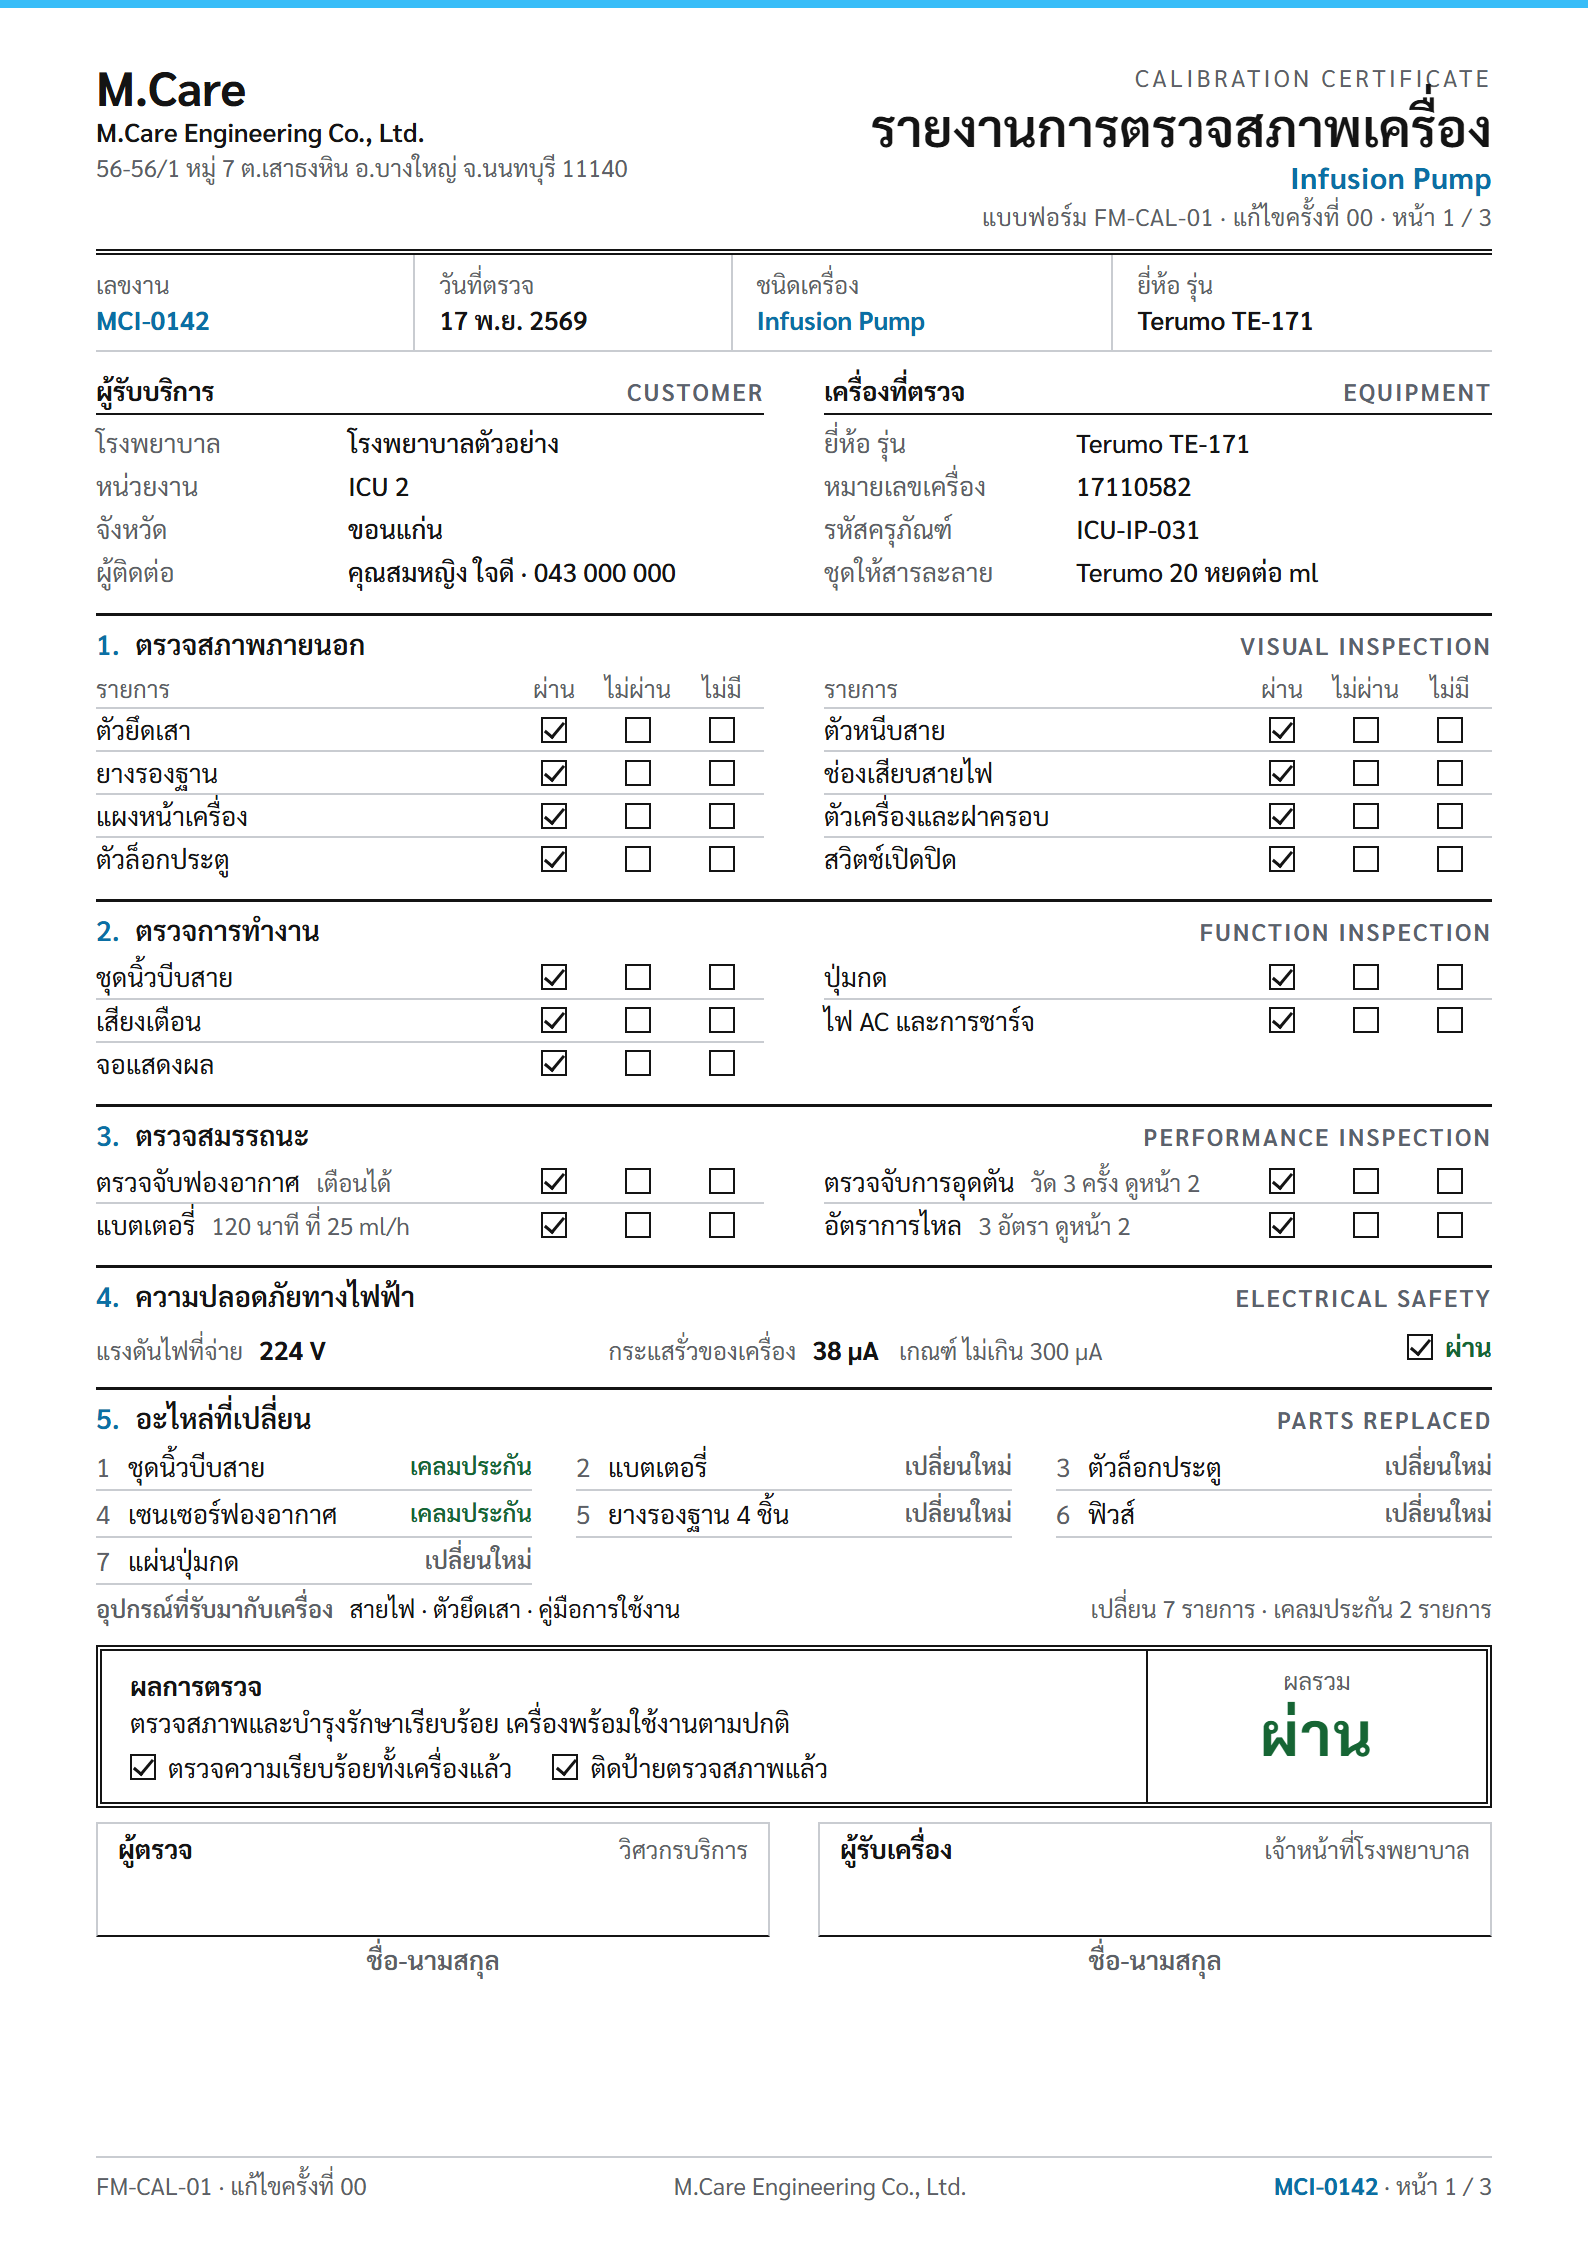 M.Care
M.Care Engineering Co., Ltd.
56-56/1 หมู่ 7 ต.เสาธงหิน อ.บางใหญ่ จ.นนทบุรี 11140
CALIBRATION CERTIFICATE
รายงานการตรวจสภาพเครื่อง
Infusion Pump
แบบฟอร์ม FM-CAL-01 · แก้ไขครั้งที่ 00 · หน้า 1 / 3
เลขงาน วันที่ตรวจ ชนิดเครื่อง ยี่ห้อ รุ่น
MCI-0142 17 พ.ย. 2569 Infusion Pump Terumo TE-171
ผู้รับบริการ CUSTOMER
โรงพยาบาล โรงพยาบาลตัวอย่าง
หน่วยงาน ICU 2
จังหวัด ขอนแก่น
ผู้ติดต่อ คุณสมหญิง ใจดี · 043 000 000
เครื่องที่ตรวจ EQUIPMENT
ยี่ห้อ รุ่น Terumo TE-171
หมายเลขเครื่อง 17110582
รหัสครุภัณฑ์ ICU-IP-031
ชุดให้สารละลาย Terumo 20 หยดต่อ ml
1. ตรวจสภาพภายนอก VISUAL INSPECTION
รายการ ผ่าน ไม่ผ่าน ไม่มี รายการ ผ่าน ไม่ผ่าน ไม่มี
ตัวยึดเสา ตัวหนีบสาย
ยางรองฐาน ช่องเสียบสายไฟ
แผงหน้าเครื่อง ตัวเครื่องและฝาครอบ
ตัวล็อกประตู สวิตช์เปิดปิด
2. ตรวจการทำงาน FUNCTION INSPECTION
ชุดนิ้วบีบสาย ปุ่มกด
เสียงเตือน ไฟ AC และการชาร์จ
จอแสดงผล
3. ตรวจสมรรถนะ PERFORMANCE INSPECTION
ตรวจจับฟองอากาศ เตือนได้ ตรวจจับการอุดตัน วัด 3 ครั้ง ดูหน้า 2
แบตเตอรี่ 120 นาที ที่ 25 ml/h อัตราการไหล 3 อัตรา ดูหน้า 2
4. ความปลอดภัยทางไฟฟ้า ELECTRICAL SAFETY
แรงดันไฟที่จ่าย 224 V กระแสรั่วของเครื่อง 38 µA เกณฑ์ ไม่เกิน 300 µA ผ่าน
5. อะไหล่ที่เปลี่ยน PARTS REPLACED
1 ชุดนิ้วบีบสาย เคลมประกัน 2 แบตเตอรี่ เปลี่ยนใหม่ 3 ตัวล็อกประตู เปลี่ยนใหม่
4 เซนเซอร์ฟองอากาศ เคลมประกัน 5 ยางรองฐาน 4 ชิ้น เปลี่ยนใหม่ 6 ฟิวส์ เปลี่ยนใหม่
7 แผ่นปุ่มกด เปลี่ยนใหม่
อุปกรณ์ที่รับมากับเครื่อง สายไฟ · ตัวยึดเสา · คู่มือการใช้งาน เปลี่ยน 7 รายการ · เคลมประกัน 2 รายการ
ผลการตรวจ
ตรวจสภาพและบำรุงรักษาเรียบร้อย เครื่องพร้อมใช้งานตามปกติ
ตรวจความเรียบร้อยทั้งเครื่องแล้ว ติดป้ายตรวจสภาพแล้ว
ผลรวม
ผ่าน
ผู้ตรวจ วิศวกรบริการ ผู้รับเครื่อง เจ้าหน้าที่โรงพยาบาล
ชื่อ-นามสกุล ชื่อ-นามสกุล
FM-CAL-01 · แก้ไขครั้งที่ 00 M.Care Engineering Co., Ltd. MCI-0142 · หน้า 1 / 3